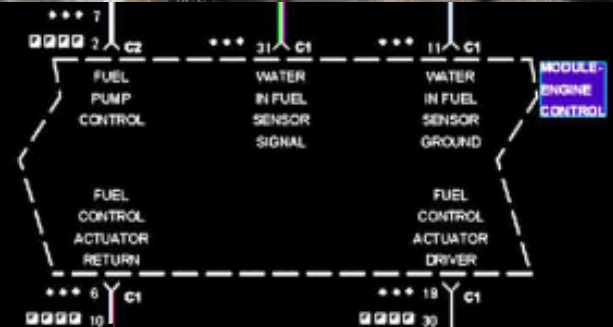 *** 7
2 C2
*** 31 C1
*** 11 C1
FUEL
PUMP
CONTROL
WATER
IN FUEL
SENSOR
SIGNAL
WATER
IN FUEL
SENSOR
GROUND
MODULE-
ENGINE
CONTROL
FUEL
CONTROL
ACTUATOR
RETURN
FUEL
CONTROL
ACTUATOR
DRIVER
*** 6 C1
10
*** 19 C1
30